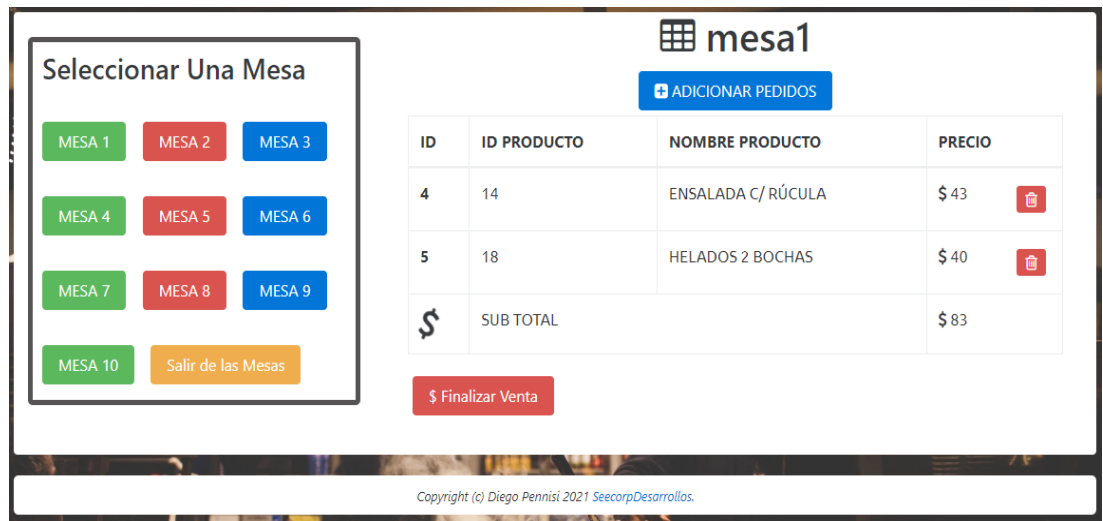 Seleccionar Una Mesa
MESA 1 MESA 2 MESA 3
MESA 4 MESA 5 MESA 6
MESA 7 MESA 8 MESA 9
MESA 10 Salir de las Mesas
mesa1
ADICIONAR PEDIDOS
ID ID PRODUCTO NOMBRE PRODUCTO PRECIO
4 14 ENSALADA C/ RÚCULA $ 43
5 18 HELADOS 2 BOCHAS $ 40
$ SUB TOTAL $ 83
$ Finalizar Venta
Copyright (c) Diego Pennisi 2021 SeecorpDesarrollos.